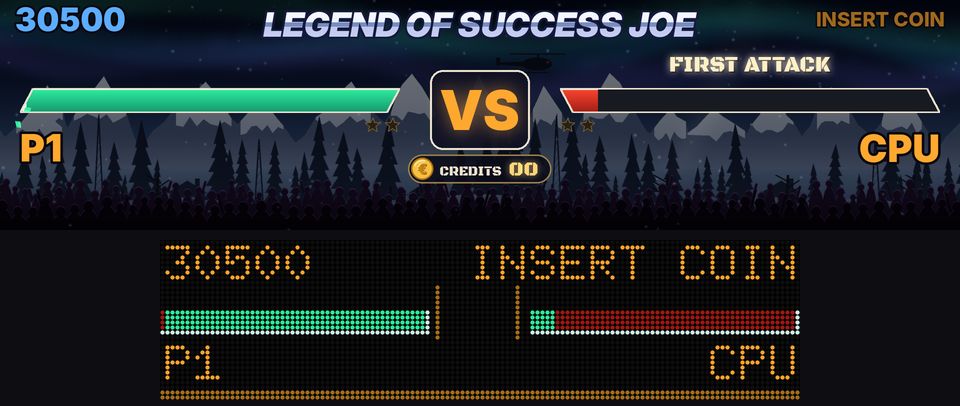 30500
LEGEND OF SUCCESS JOE
INSERT COIN
FIRST ATTACK
VS
P1
CPU
CREDITS 00
30500 INSERT COIN
P1 CPU